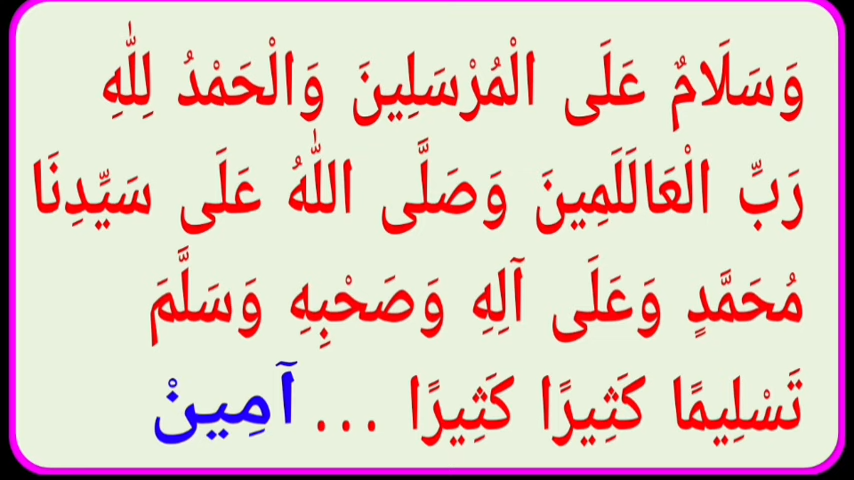 وَسَلَامٌ عَلَى الْمُرْسَلِينَ وَالْحَمْدُ لِلّٰهِ
رَبِّ الْعَالَلَمِينَ وَصَلَّى اللّٰهُ عَلَى سَيِّدِنَا
مُحَمَّدٍ وَعَلَى آلِهِ وَصَحْبِهِ وَسَلَّمَ
تَسْلِيمًا كَثِيرًا كَثِيرًا ... آمِينْ